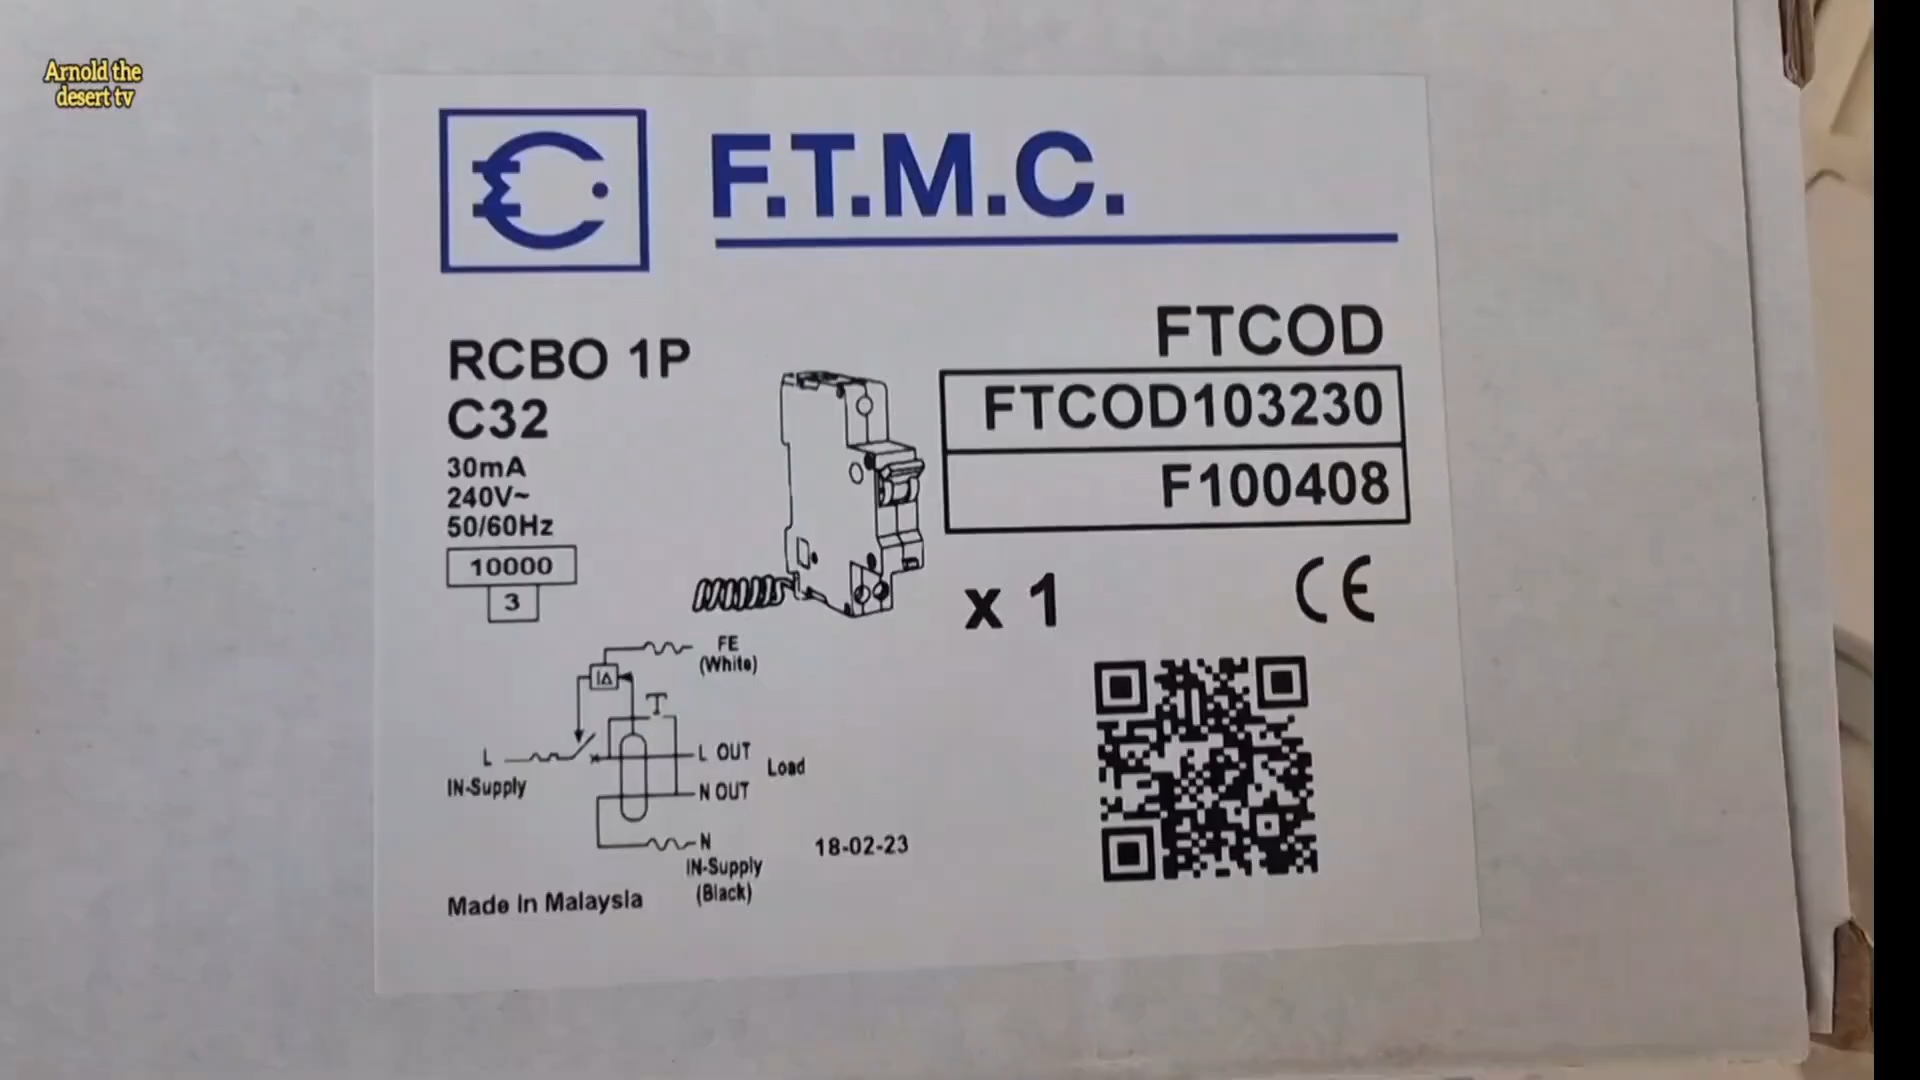 Arnold the
desert tv
F.T.M.C.
RCBO 1P
C32
30mA
240V~
50/60Hz
10000
3
FTCOD
FTCOD103230
F100408
x 1
CE
FE
(White)
I∆
T
L
IN-Supply
L OUT
N OUT
Load
N
IN-Supply
(Black)
18-02-23
Made in Malaysia